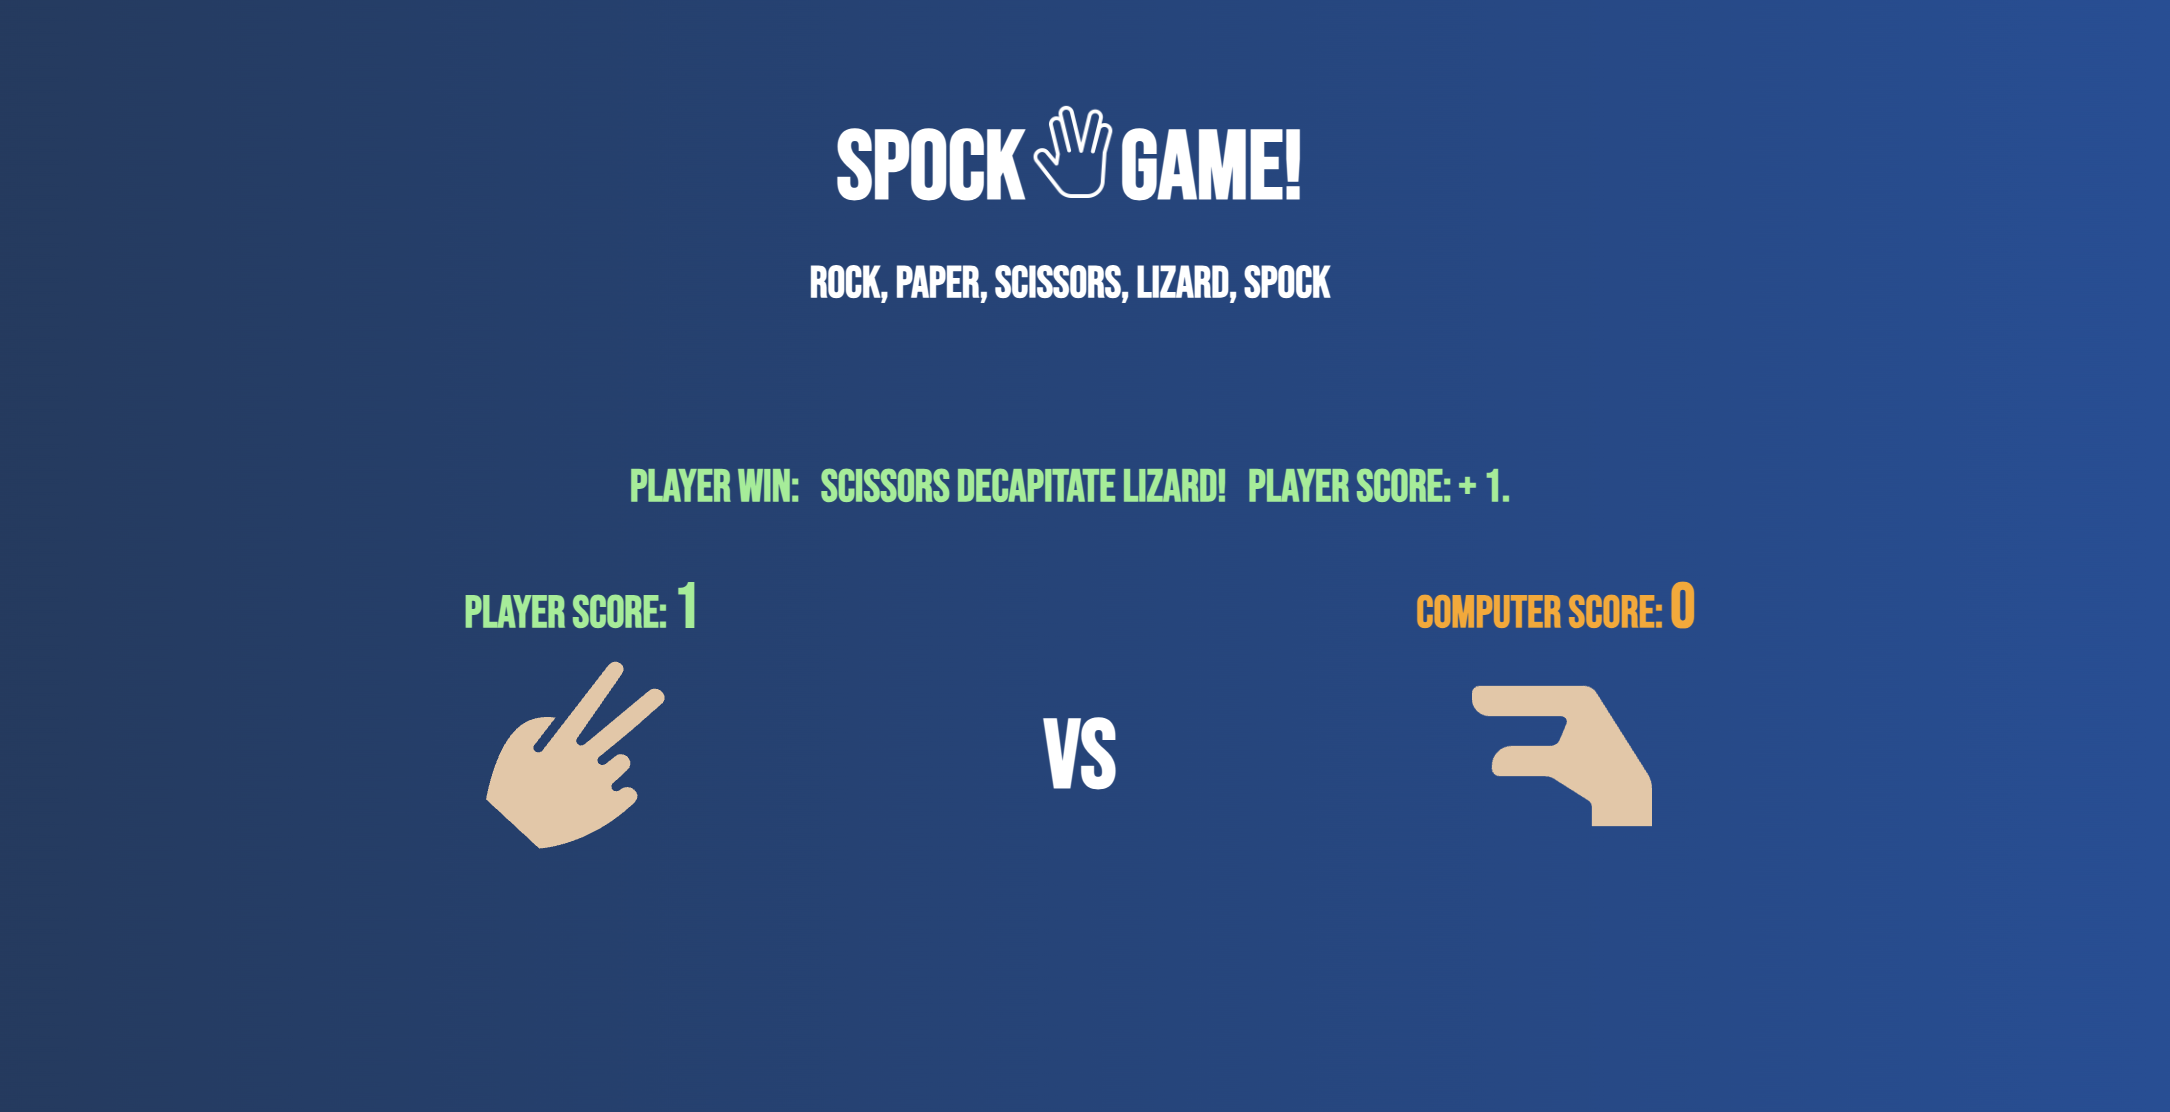 SPOCK GAME!
ROCK, PAPER, SCISSORS, LIZARD, SPOCK
PLAYER WIN: SCISSORS DECAPITATE LIZARD! PLAYER SCORE: + 1.
PLAYER SCORE: 1
COMPUTER SCORE: 0
VS